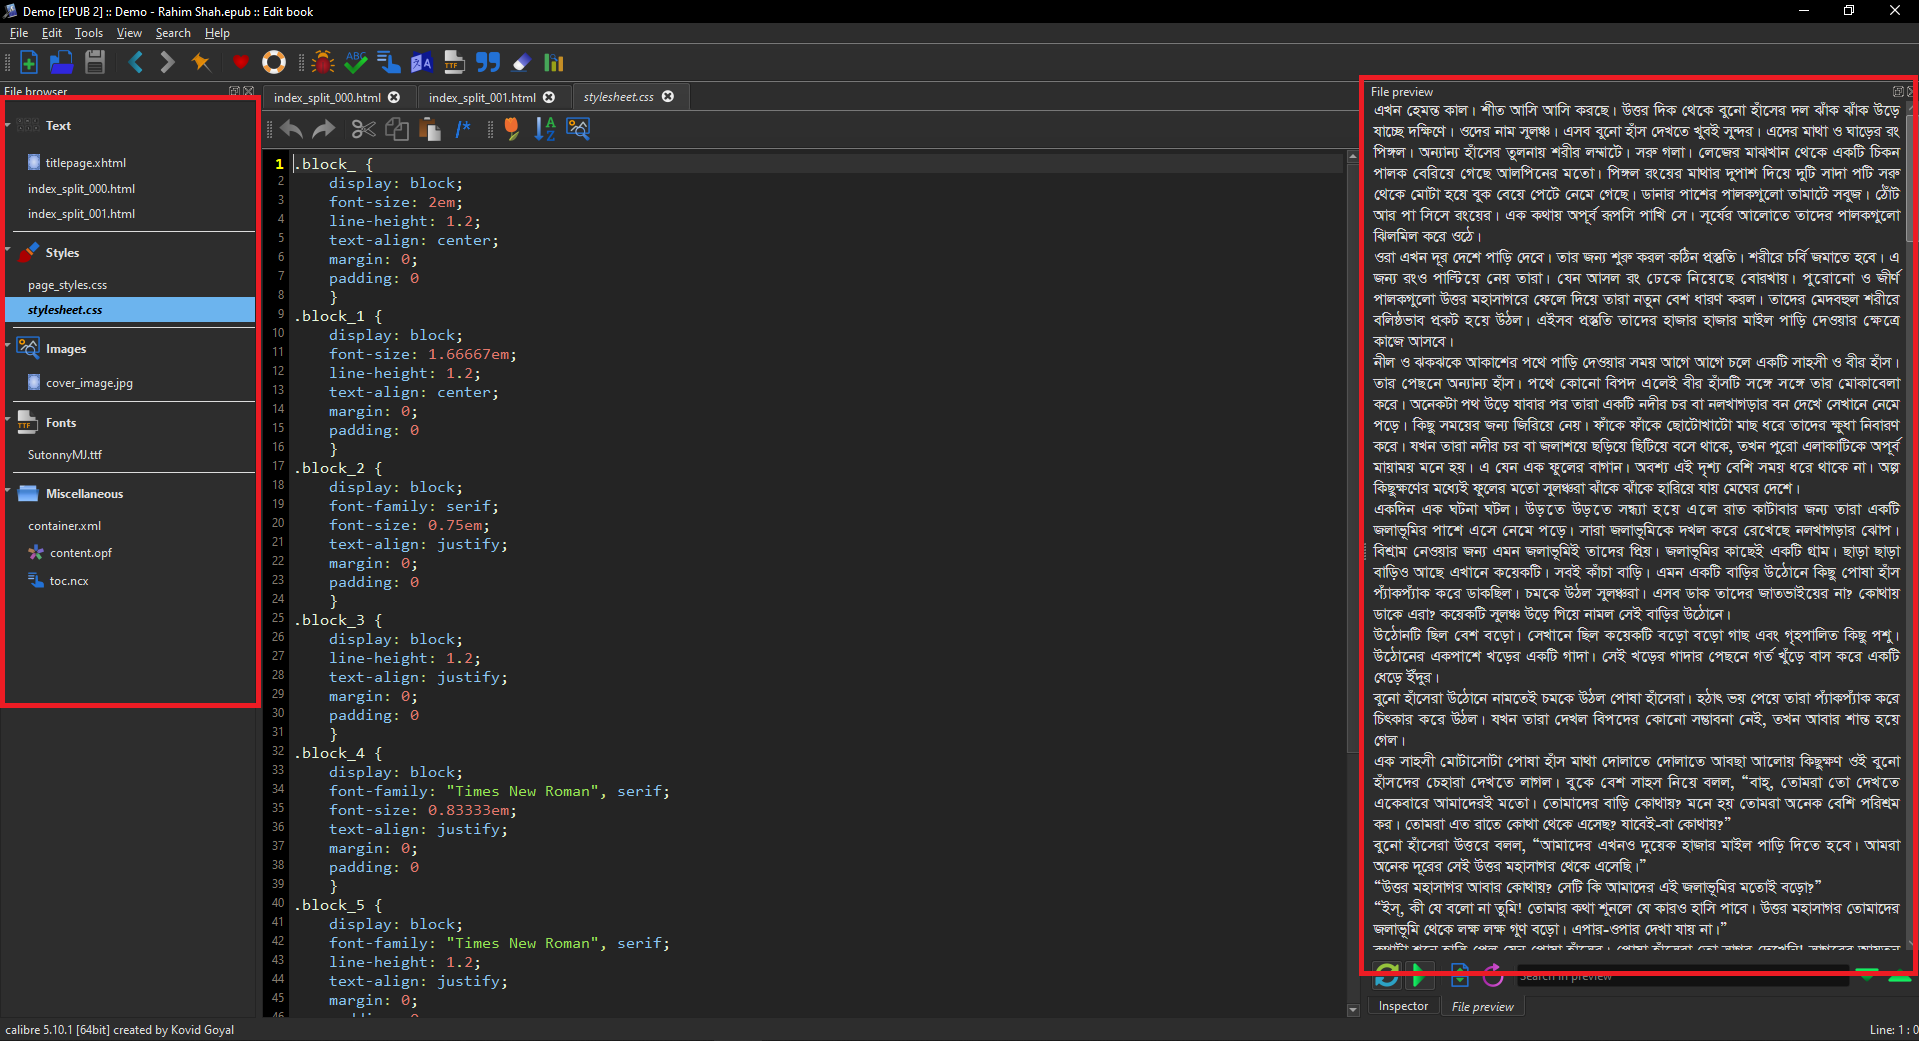 Demo [EPUB 2] :: Demo - Rahim Shah.epub :: Edit book
File Edit Tools View Search Help
File browser
Text
titlepage.xhtml
index_split_000.html
index_split_001.html
Styles
page_styles.css
stylesheet.css
Images
cover_image.jpg
Fonts
SutonnyMJ.ttf
Miscellaneous
container.xml
content.opf
toc.ncx
index_split_000.html index_split_001.html stylesheet.css
1 .block_ {
2 display: block;
3 font-size: 2em;
4 line-height: 1.2;
5 text-align: center;
6 margin: 0;
7 padding: 0
8 }
9 .block_1 {
10 display: block;
11 font-size: 1.66667em;
12 line-height: 1.2;
13 text-align: center;
14 margin: 0;
15 padding: 0
16 }
17 .block_2 {
18 display: block;
19 font-family: serif;
20 font-size: 0.75em;
21 text-align: justify;
22 margin: 0;
23 padding: 0
24 }
25 .block_3 {
26 display: block;
27 line-height: 1.2;
28 text-align: justify;
29 margin: 0;
30 padding: 0
31 }
32 .block_4 {
33 display: block;
34 font-family: "Times New Roman", serif;
35 font-size: 0.83333em;
36 text-align: justify;
37 margin: 0;
38 padding: 0
39 }
40 .block_5 {
41 display: block;
42 font-family: "Times New Roman", serif;
43 line-height: 1.2;
44 text-align: justify;
45 margin: 0;
46 padding: 0
File preview
এখন হেমন্ত কাল। শীত আসি আসি করছে। উত্তর দিক থেকে বুনো হাঁসের দল ঝাঁক ঝাঁক উড়ে
যাচ্ছে দক্ষিণে। ওদের নাম সুলঞ্চ। এসব বুনো হাঁস দেখতে খুবই সুন্দর। এদের মাথা ও ঘাড়ের রং
পিঙ্গল। অন্যান্য হাঁসের তুলনায় শরীর লম্বাটে। সরু গলা। লেজের মাঝখান থেকে একটি চিকন
পালক বেরিয়ে গেছে আলপিনের মতো। পিঙ্গল রংয়ের মাথার দুপাশ দিয়ে দুটি সাদা পটি সরু
থেকে মোটা হয়ে বুক বেয়ে পেটে নেমে গেছে। ডানার পাশের পালকগুলো তামাটে সবুজ। ঠোঁট
আর পা সিসে রংয়ের। এক কথায় অপূর্ব রূপসি পাখি সে। সূর্যের আলোতে তাদের পালকগুলো
ঝিলমিল করে ওঠে।
ওরা এখন দূর দেশে পাড়ি দেবে। তার জন্য শুরু করল কঠিন প্রস্তুতি। শরীরে চর্বি জমাতে হবে। এ
জন্য রংও পাল্টিয়ে নেয় তারা। যেন আসল রং ঢেকে নিয়েছে বোরখায়। পুরোনো ও জীর্ণ
পালকগুলো উত্তর মহাসাগরে ফেলে দিয়ে তারা নতুন বেশ ধারণ করল। তাদের মেদবহুল শরীরে
বলিষ্ঠভাব প্রকট হয়ে উঠল। এইসব প্রস্তুতি তাদের হাজার হাজার মাইল পাড়ি দেওয়ার ক্ষেত্রে
কাজে আসবে।
নীল ও ঝকঝকে আকাশের পথে পাড়ি দেওয়ার সময় আগে আগে চলে একটি সাহসী ও বীর হাঁস।
তার পেছনে অন্যান্য হাঁস। পথে কোনো বিপদ এলেই বীর হাঁসটি সঙ্গে সঙ্গে তার মোকাবেলা
করে। অনেকটা পথ উড়ে যাবার পর তারা একটি নদীর চর বা নলখাগড়ার বন দেখে সেখানে নেমে
পড়ে। কিছু সময়ের জন্য জিরিয়ে নেয়। ফাঁকে ফাঁকে ছোটোখাটো মাছ ধরে তাদের ক্ষুধা নিবারণ
করে। যখন তারা নদীর চর বা জলাশয়ে ছড়িয়ে ছিটিয়ে বসে থাকে, তখন পুরো এলাকাটিকে অপূর্ব
মায়াময় মনে হয়। এ যেন এক ফুলের বাগান। অবশ্য এই দৃশ্য বেশি সময় ধরে থাকে না। অল্প
কিছুক্ষণের মধ্যেই ফুলের মতো সুলঞ্চরা ঝাঁকে ঝাঁকে হারিয়ে যায় মেঘের দেশে।
একদিন এক ঘটনা ঘটল। উড়তে উড়তে সন্ধ্যা হয়ে এলে রাত কাটাবার জন্য তারা একটি
জলাভূমির পাশে এসে নেমে পড়ে। সারা জলাভূমিকে দখল করে রেখেছে নলখাগড়ার ঝোপ।
বিশ্রাম নেওয়ার জন্য এমন জলাভূমিই তাদের প্রিয়। জলাভূমির কাছেই একটি গ্রাম। ছাড়া ছাড়া
বাড়িও আছে এখানে কয়েকটি। সবই কাঁচা বাড়ি। এমন একটি বাড়ির উঠোনে কিছু পোষা হাঁস
প্যাঁকপ্যাঁক করে ডাকছিল। চমকে উঠল সুলঞ্চরা। এসব ডাক তাদের জাতভাইয়ের না? কোথায়
ডাকে এরা? কয়েকটি সুলঞ্চ উড়ে গিয়ে নামল সেই বাড়ির উঠোনে।
উঠোনটি ছিল বেশ বড়ো। সেখানে ছিল কয়েকটি বড়ো বড়ো গাছ এবং গৃহপালিত কিছু পশু।
উঠোনের একপাশে খড়ের একটি গাদা। সেই খড়ের গাদার পেছনে গর্ত খুঁড়ে বাস করে একটি
ধেড়ে ইঁদুর।
বুনো হাঁসেরা উঠোনে নামতেই চমকে উঠল পোষা হাঁসেরা। হঠাৎ ভয় পেয়ে তারা প্যাঁকপ্যাঁক করে
চিৎকার করে উঠল। যখন তারা দেখল বিপদের কোনো সম্ভাবনা নেই, তখন আবার শান্ত হয়ে
গেল।
এক সাহসী মোটাসোটা পোষা হাঁস মাথা দোলাতে দোলাতে আবছা আলোয় কিছুক্ষণ ওই বুনো
হাঁসদের চেহারা দেখতে লাগল। বুকে বেশ সাহস নিয়ে বলল, “বাহ্, তোমরা তো দেখতে
একেবারে আমাদেরই মতো। তোমাদের বাড়ি কোথায়? মনে হয় তোমরা অনেক বেশি পরিশ্রম
কর। তোমরা এত রাতে কোথা থেকে এসেছ? যাবেই-বা কোথায়?”
বুনো হাঁসেরা উত্তরে বলল, “আমাদের এখনও দুয়েক হাজার মাইল পাড়ি দিতে হবে। আমরা
অনেক দূরের সেই উত্তর মহাসাগর থেকে এসেছি।”
“উত্তর মহাসাগর আবার কোথায়? সেটি কি আমাদের এই জলাভূমির মতোই বড়ো?”
“ইস্, কী যে বলো না তুমি! তোমার কথা শুনলে যে কারও হাসি পাবে। উত্তর মহাসাগর তোমাদের
জলাভূমি থেকে লক্ষ লক্ষ গুণ বড়ো। এপার-ওপার দেখা যায় না।”
Search in preview
Inspector File preview
calibre 5.10.1 [64bit] created by Kovid Goyal
Line: 1 : 0